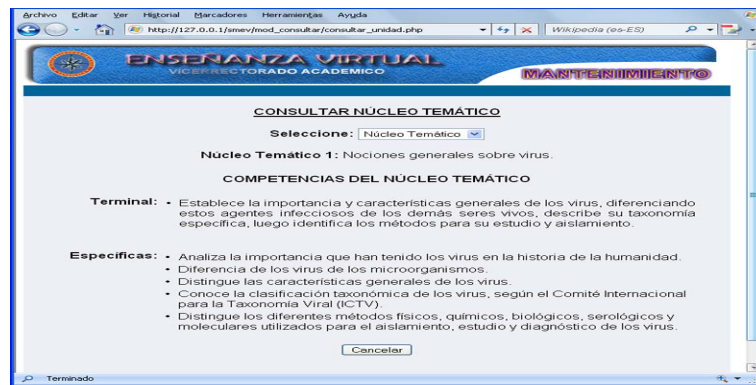 Archivo Editar Ver Historial Marcadores Herramientas Ayuda
http://127.0.0.1/smev/mod_consultar/consultar_unidad.php
Wikipedia (es-ES)
ENSEÑANZA VIRTUAL
VICERRECTORADO ACADEMICO
MANTENIMIENTO
CONSULTAR NÚCLEO TEMÁTICO
Seleccione: Núcleo Temático
Núcleo Temático 1: Nociones generales sobre virus.
COMPETENCIAS DEL NÚCLEO TEMÁTICO
Terminal: • Establece la importancia y características generales de los virus, diferenciando
estos agentes infecciosos de los demás seres vivos, describe su taxonomía
específica, luego identifica los métodos para su estudio y aislamiento.
Específicas: • Analiza la importancia que han tenido los virus en la historia de la humanidad.
• Diferencia de los virus de los microorganismos.
• Distingue las características generales de los virus.
• Conoce la clasificación taxonómica de los virus, según el Comité Internacional
para la Taxonomía Viral (ICTV).
• Distingue los diferentes métodos físicos, químicos, biológicos, serológicos y
moleculares utilizados para el aislamiento, estudio y diagnóstico de los virus.
Cancelar
Terminado